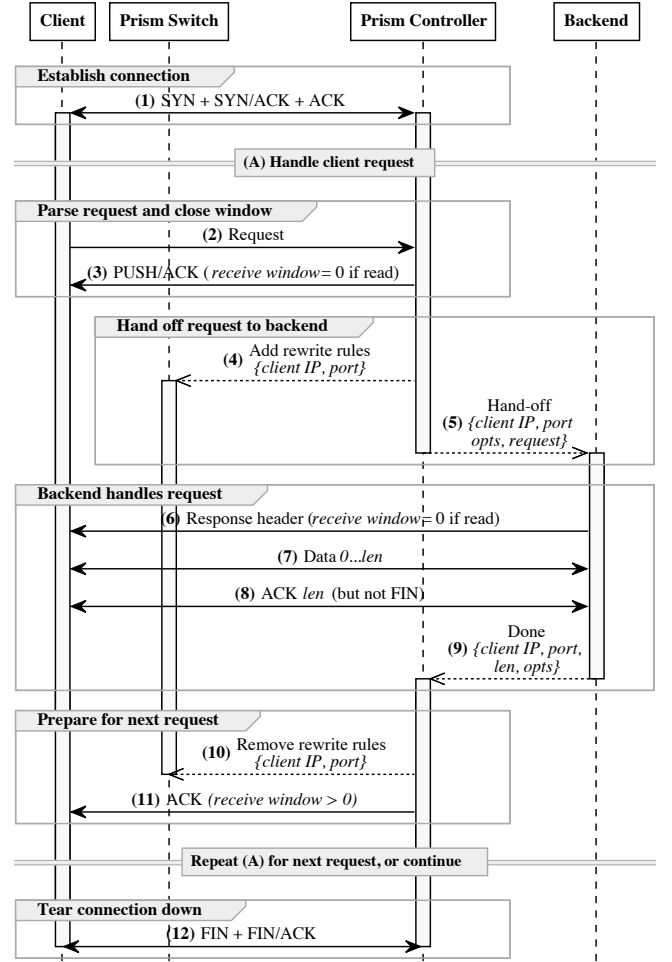 Client Prism Switch Prism Controller Backend
Establish connection
(1) SYN + SYN/ACK + ACK
(A) Handle client request
Parse request and close window
(2) Request
(3) PUSH/ACK (receive window = 0 if read)
Hand off request to backend
(4) Add rewrite rules
{client IP, port}
Hand-off
(5) {client IP, port
opts, request}
Backend handles request
(6) Response header (receive window = 0 if read)
(7) Data 0...len
(8) ACK len (but not FIN)
Done
(9) {client IP, port,
len, opts}
Prepare for next request
(10) Remove rewrite rules
{client IP, port}
(11) ACK (receive window > 0)
Repeat (A) for next request, or continue
Tear connection down
(12) FIN + FIN/ACK